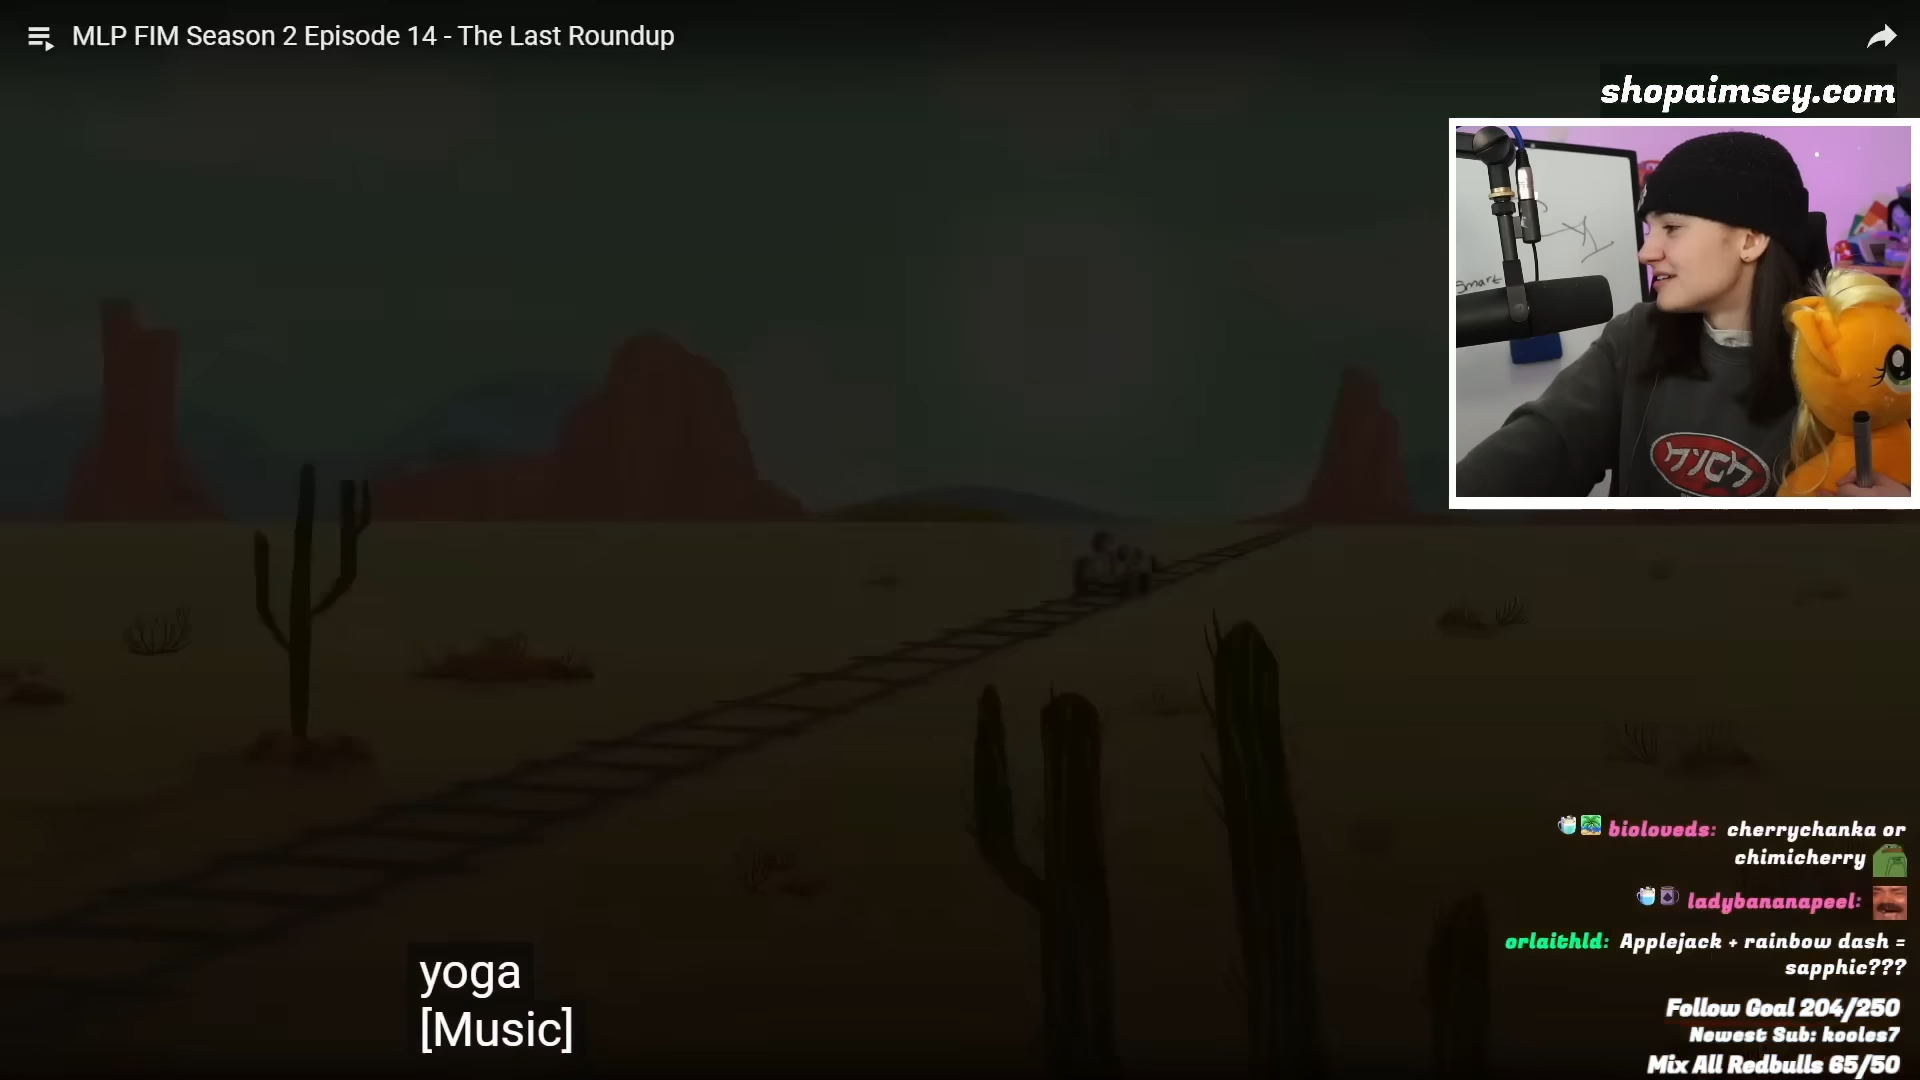 MLP FIM Season 2 Episode 14 - The Last Roundup
shopaimsey.com
smart
bioloveds: cherrychanka or
chimicherry
ladybananapeel:
orlaithld: Applejack + rainbow dash =
sapphic???
yoga
[Music]
Follow Goal 204/250
Newest Sub: kooles7
Mix All Redbulls 65/50